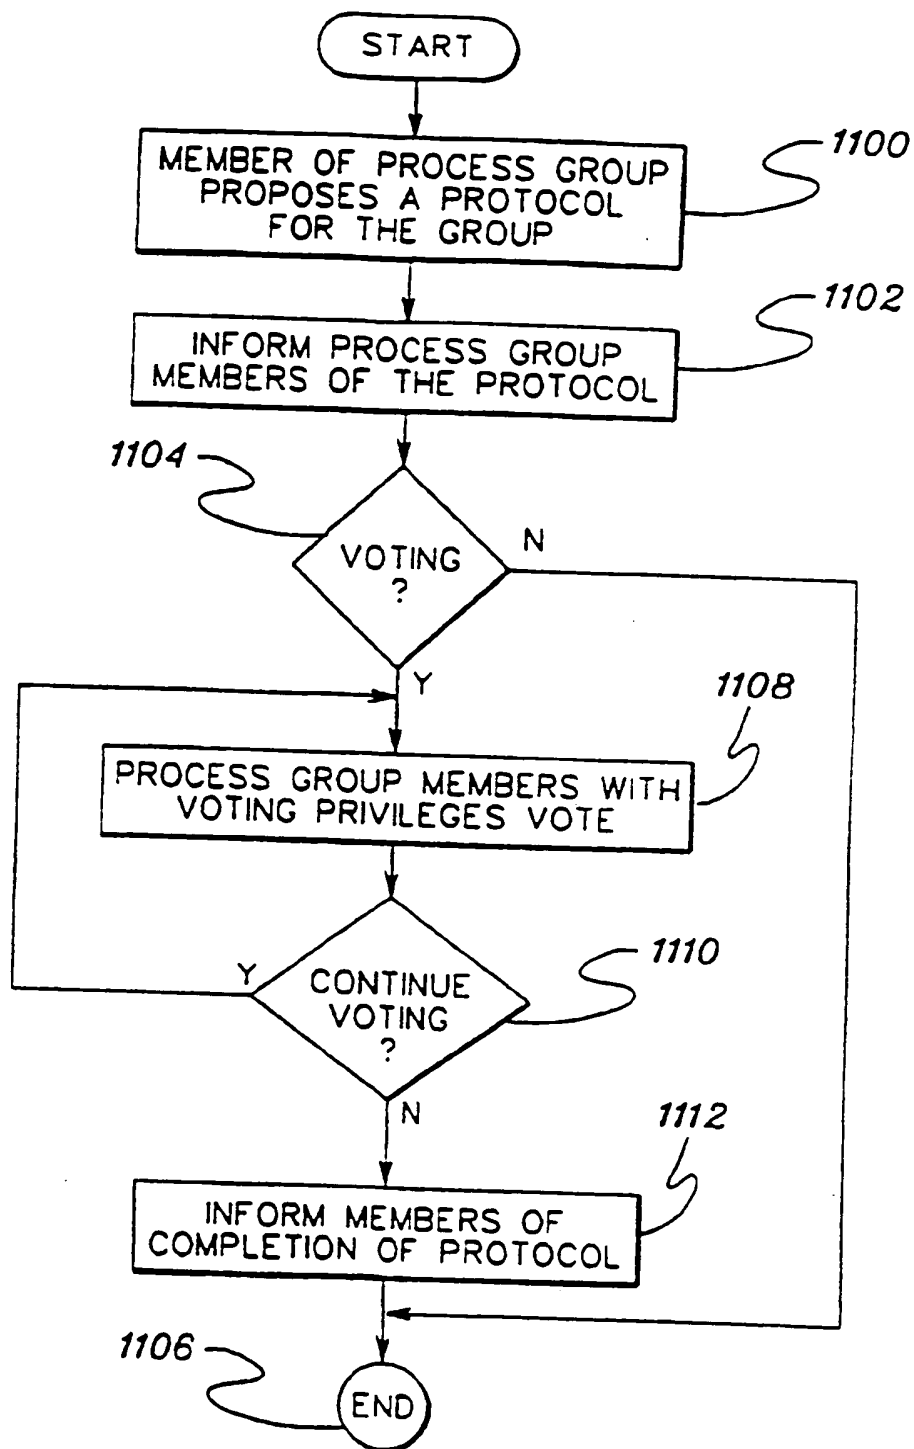 START
MEMBER OF PROCESS GROUP
PROPOSES A PROTOCOL
FOR THE GROUP
1100
INFORM PROCESS GROUP
MEMBERS OF THE PROTOCOL
1102
1104
VOTING
?
N
Y
1108
PROCESS GROUP MEMBERS WITH
VOTING PRIVILEGES VOTE
Y
CONTINUE
VOTING
?
1110
N
1112
INFORM MEMBERS OF
COMPLETION OF PROTOCOL
1106
END